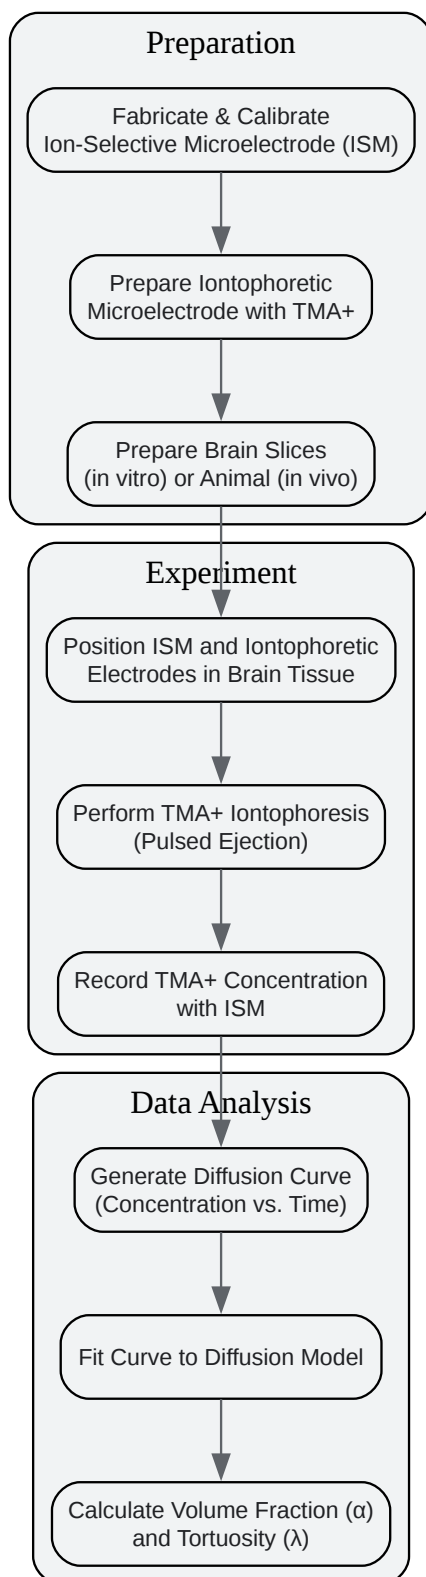 Preparation
Fabricate & Calibrate
Ion-Selective Microelectrode (ISM)
Prepare Iontophoretic
Microelectrode with TMA+
Prepare Brain Slices
(in vitro) or Animal (in vivo)
Experiment
Position ISM and Iontophoretic
Electrodes in Brain Tissue
Perform TMA+ Iontophoresis
(Pulsed Ejection)
Record TMA+ Concentration
with ISM
Data Analysis
Generate Diffusion Curve
(Concentration vs. Time)
Fit Curve to Diffusion Model
Calculate Volume Fraction (α)
and Tortuosity (λ)